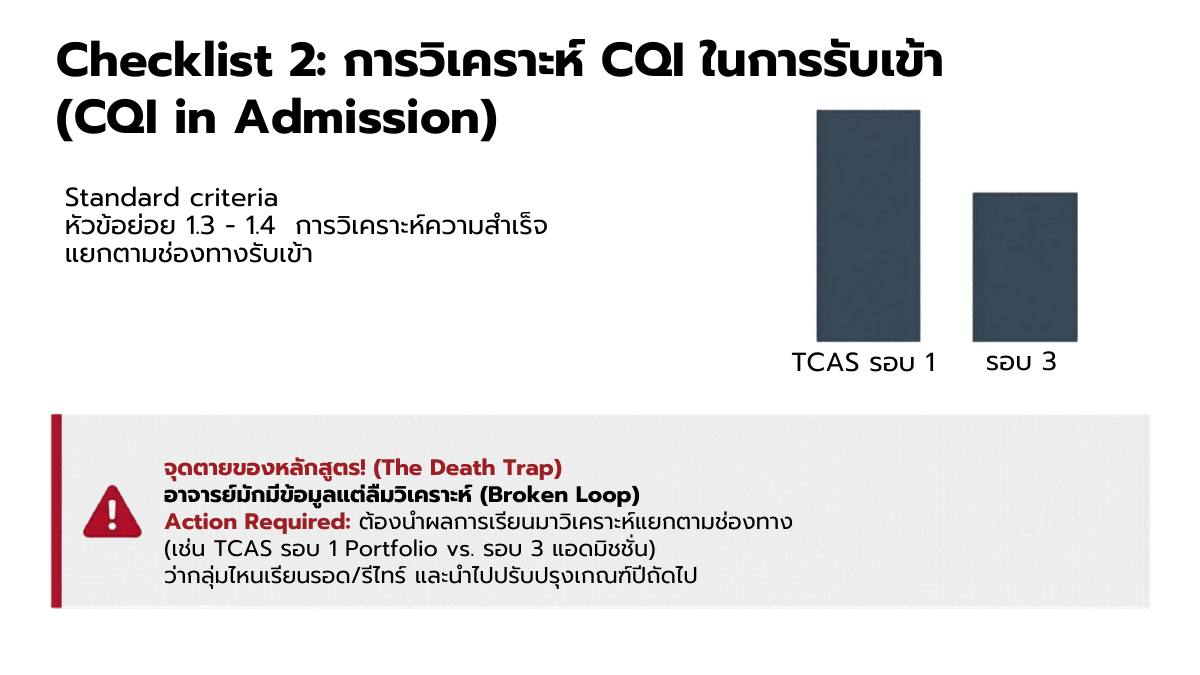 Checklist 2: การวิเคราะห์ CQI ในการรับเข้า
(CQI in Admission)
Standard criteria
หัวข้อย่อย 1.3 - 1.4  การวิเคราะห์ความสำเร็จ
แยกตามช่องทางรับเข้า
TCAS รอบ 1
รอบ 3
จุดตายของหลักสูตร! (The Death Trap)
อาจารย์มักมีข้อมูลแต่ลืมวิเคราะห์ (Broken Loop)
Action Required: ต้องนำผลการเรียนมาวิเคราะห์แยกตามช่องทาง
(เช่น TCAS รอบ 1 Portfolio vs. รอบ 3 แอดมิชชั่น)
ว่ากลุ่มไหนเรียนรอด/รีไทร์ และนำไปปรับปรุงเกณฑ์ปีถัดไป